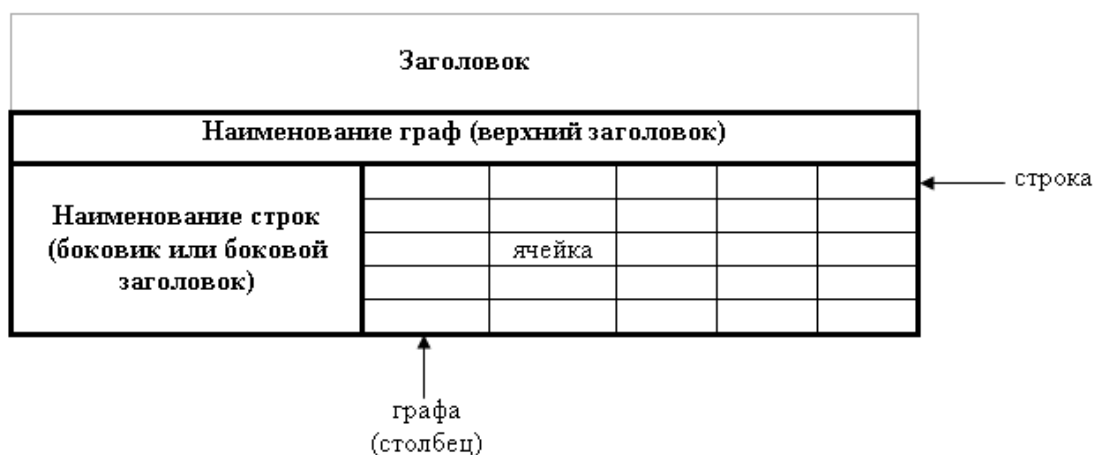 Заголовок
Наименование граф (верхний заголовок)
строка
Наименование строк
(боковик или боковой
заголовок)
ячейка
графа
(столбец)